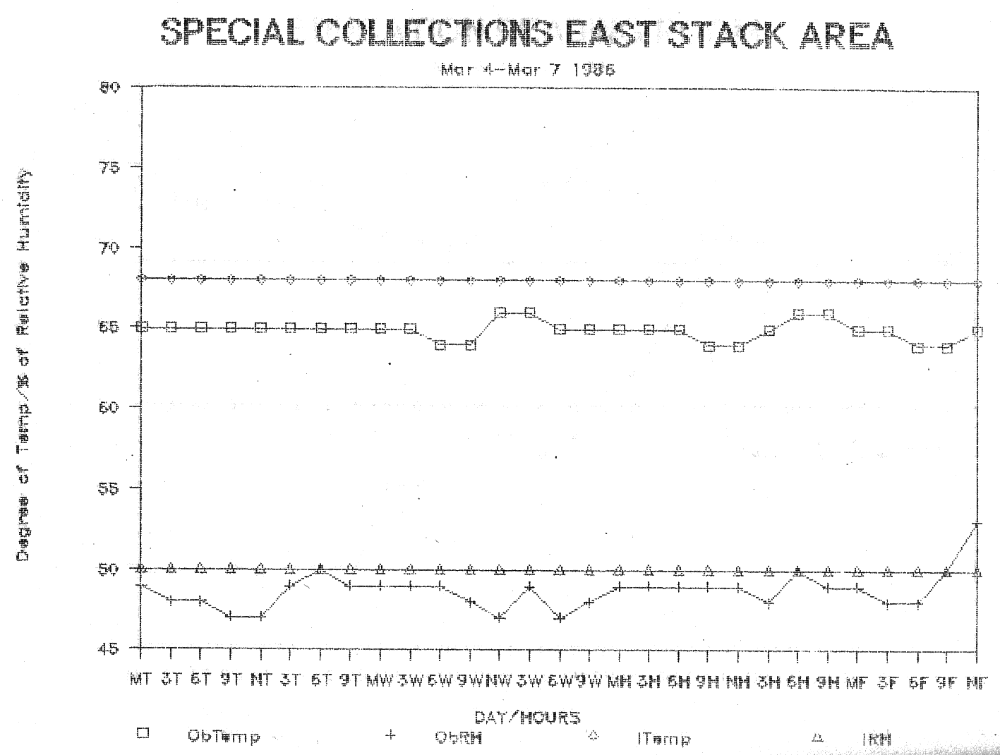 SPECIAL COLLECTIONS EAST STACK AREA
Mar 4-Mar 7 1986
80
75
70
65
60
55
50
45
Degree of Temp/% of Relative Humidity
MT 3T 6T 9T NT 3T 6T 9T MW 3W 6W 9W NW 3W 6W 9W MH 3H 6H 9H NH 3H 6H 9H MF 3F 6F 9F NF
DAY/HOURS
ObTemp ObRH ITemp IRH